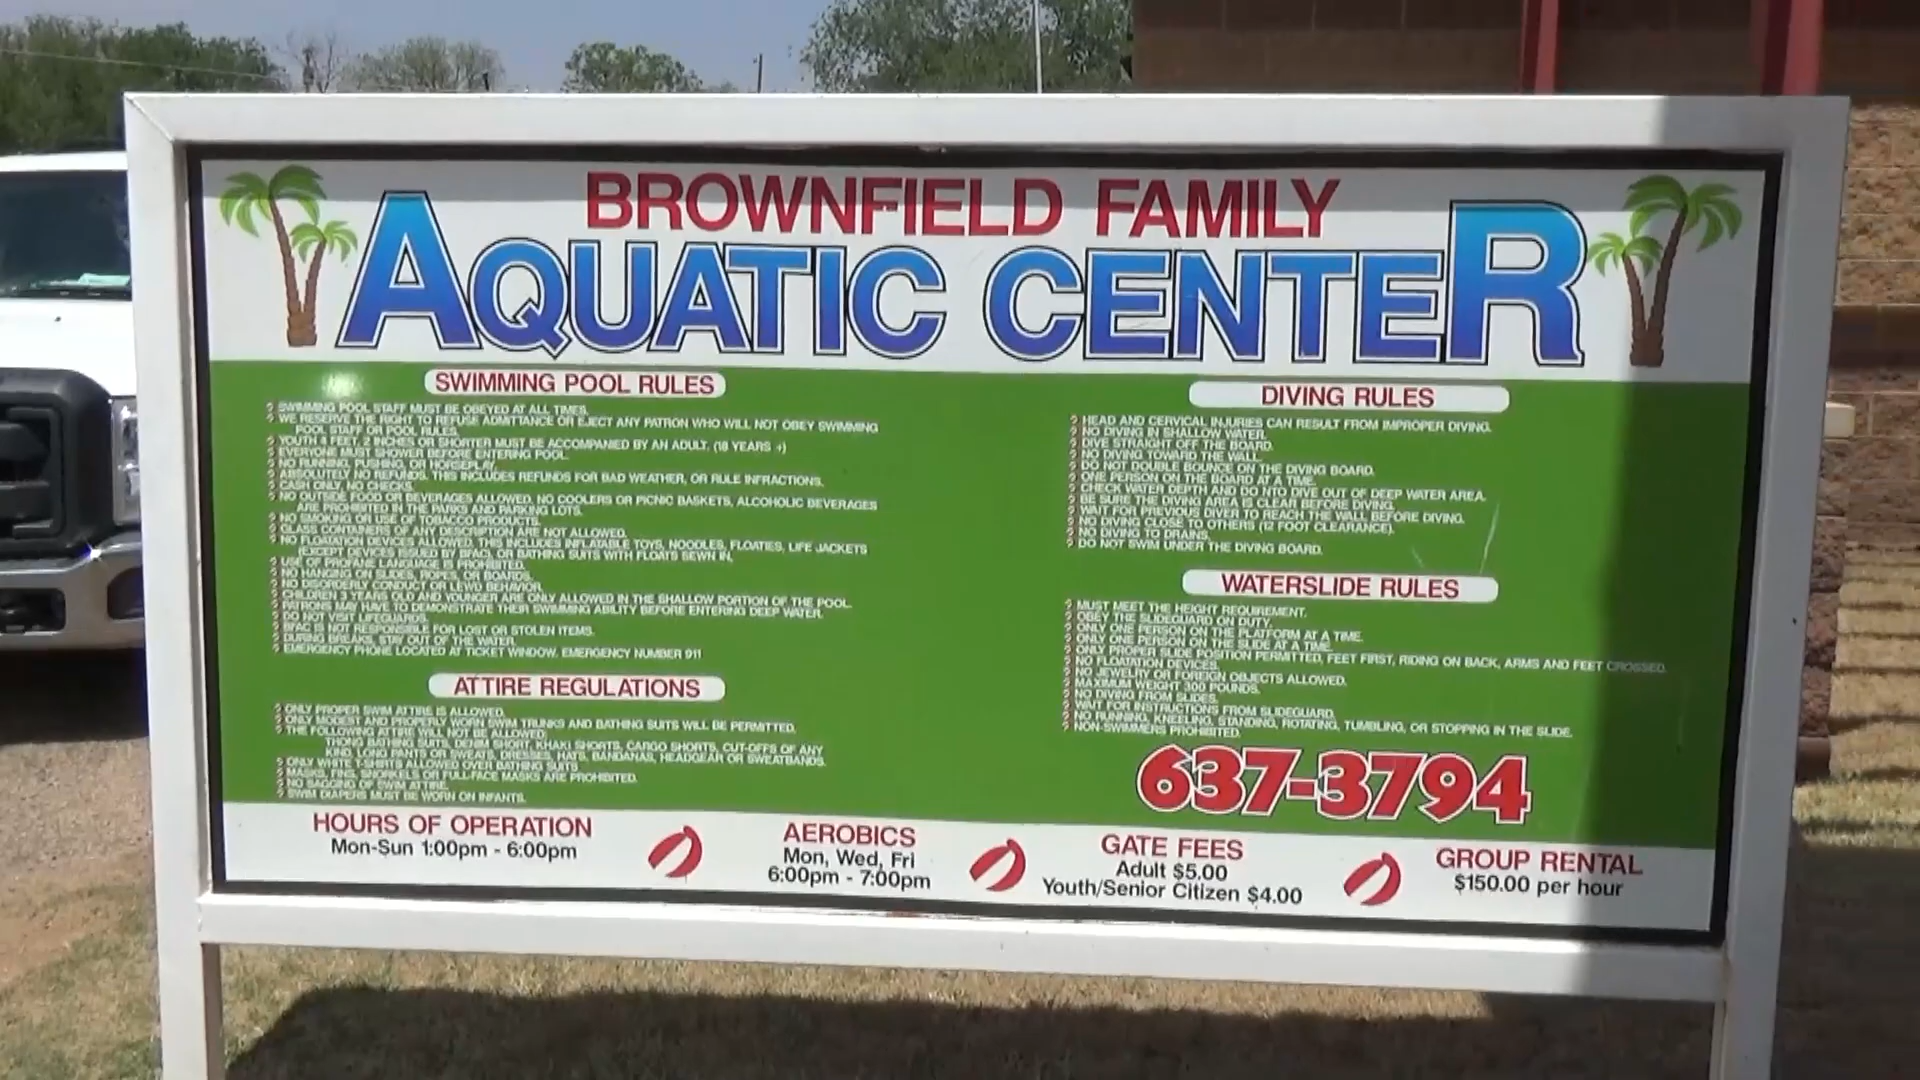 BROWNFIELD FAMILY
AQUATIC CENTER
SWIMMING POOL RULES
SWIMMING POOL STAFF MUST BE OBEYED AT ALL TIMES.
WE RESERVE THE RIGHT TO REFUSE ADMITTANCE OR EJECT ANY PATRON WHO WILL NOT OBEY SWIMMING
POOL STAFF OR POOL RULES.
YOUTH 4 FEET, 2 INCHES OR SHORTER MUST BE ACCOMPANIED BY AN ADULT. (18 YEARS +)
EVERYONE MUST SHOWER BEFORE ENTERING POOL.
NO RUNNING, PUSHING, OR HORSEPLAY.
ABSOLUTELY NO REFUNDS. THIS INCLUDES REFUNDS FOR BAD WEATHER, OR RULE INFRACTIONS.
CASH ONLY, NO CHECKS.
NO OUTSIDE FOOD OR BEVERAGES ALLOWED. NO COOLERS OR PICNIC BASKETS, ALCOHOLIC BEVERAGES
ARE PROHIBITED IN THE PARKS AND PARKING LOTS.
NO SMOKING OR USE OF TOBACCO PRODUCTS.
GLASS CONTAINERS OF ANY DESCRIPTION ARE NOT ALLOWED.
NO FLOATATION DEVICES ALLOWED. THIS INCLUDES INFLATABLE TOYS, NOODLES, FLOATIES, LIFE JACKETS
(EXCEPT DEVICES ISSUED BY BFAC), OR BATHING SUITS WITH FLOATS SEWN IN.
USE OF PROFANE LANGUAGE IS PROHIBITED.
NO HANGING ON SLIDES, ROPES, OR BOARDS.
NO DISORDERLY CONDUCT OR LEWD BEHAVIOR.
CHILDREN 3 YEARS OLD AND YOUNGER ARE ONLY ALLOWED IN THE SHALLOW PORTION OF THE POOL.
PATRONS MAY HAVE TO DEMONSTRATE THEIR SWIMMING ABILITY BEFORE ENTERING DEEP WATER.
DO NOT VISIT LIFEGUARDS.
BFAC IS NOT RESPONSIBLE FOR LOST OR STOLEN ITEMS.
DURING BREAKS, STAY OUT OF THE WATER.
EMERGENCY PHONE LOCATED AT TICKET WINDOW. EMERGENCY NUMBER 911
ATTIRE REGULATIONS
ONLY PROPER SWIM ATTIRE IS ALLOWED.
ONLY MODEST AND PROPERLY WORN SWIM TRUNKS AND BATHING SUITS WILL BE PERMITTED.
THE FOLLOWING ATTIRE WILL NOT BE ALLOWED:
THONG BATHING SUITS, DENIM SHORT, KHAKI SHORTS, CARGO SHORTS, CUT-OFFS OF ANY
KIND, LONG PANTS OR SWEATS, DRESSES, HATS, BANDANAS, HEADGEAR OR SWEATBANDS.
ONLY WHITE T-SHIRTS ALLOWED OVER BATHING SUITS
MASKS, FINS, SNORKELS OR FULL-FACE MASKS ARE PROHIBITED.
NO SAGGING OF SWIM ATTIRE.
SWIM DIAPERS MUST BE WORN ON INFANTS.
DIVING RULES
HEAD AND CERVICAL INJURIES CAN RESULT FROM IMPROPER DIVING.
NO DIVING IN SHALLOW WATER.
DIVE STRAIGHT OFF THE BOARD.
NO DIVING TOWARD THE WALL.
DO NOT DOUBLE BOUNCE ON THE DIVING BOARD.
ONE PERSON ON THE BOARD AT A TIME.
CHECK WATER DEPTH AND DO NTO DIVE OUT OF DEEP WATER AREA.
BE SURE THE DIVING AREA IS CLEAR BEFORE DIVING.
WAIT FOR PREVIOUS DIVER TO REACH THE WALL BEFORE DIVING.
NO DIVING CLOSE TO OTHERS (12 FOOT CLEARANCE).
NO DIVING TO DRAINS.
DO NOT SWIM UNDER THE DIVING BOARD.
WATERSLIDE RULES
MUST MEET THE HEIGHT REQUIREMENT.
OBEY THE SLIDEGUARD ON DUTY.
ONLY ONE PERSON ON THE PLATFORM AT A TIME.
ONLY ONE PERSON ON THE SLIDE AT A TIME.
ONLY PROPER SLIDE POSITION PERMITTED, FEET FIRST, RIDING ON BACK, ARMS AND FEET CROSSED.
NO FLOATATION DEVICES.
NO JEWELRY OR FOREIGN OBJECTS ALLOWED.
MAXIMUM WEIGHT 300 POUNDS.
NO DIVING FROM SLIDES.
WAIT FOR INSTRUCTIONS FROM SLIDEGUARD.
NO RUNNING, KNEELING, STANDING, ROTATING, TUMBLING, OR STOPPING IN THE SLIDE.
NON-SWIMMERS PROHIBITED.
637-3794
HOURS OF OPERATION
Mon-Sun 1:00pm - 6:00pm
AEROBICS
Mon, Wed, Fri
6:00pm - 7:00pm
GATE FEES
Adult $5.00
Youth/Senior Citizen $4.00
GROUP RENTAL
$150.00 per hour